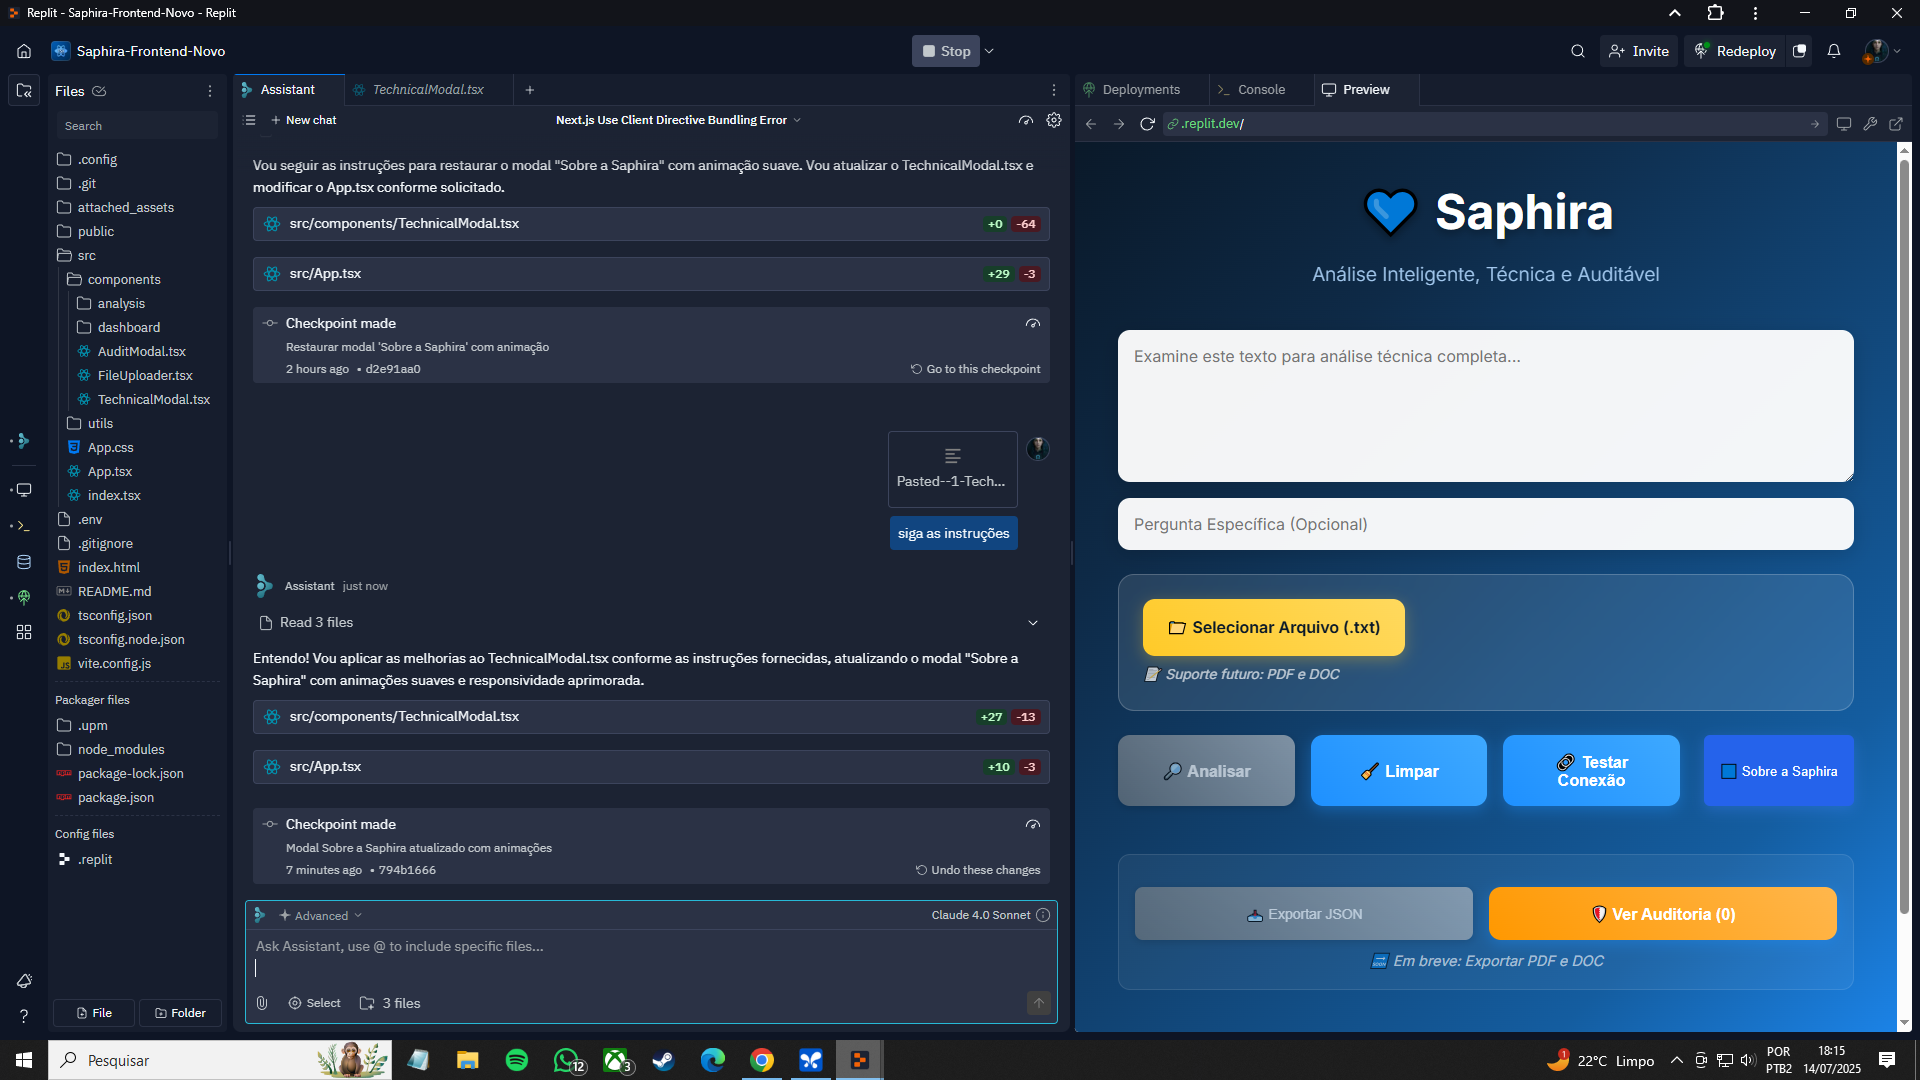 Replit - Saphira-Frontend-Novo - Replit
Saphira-Frontend-Novo
Stop
Invite
Redeploy
Files
Search
.config
.git
attached_assets
public
src
components
analysis
dashboard
AuditModal.tsx
FileUploader.tsx
TechnicalModal.tsx
utils
App.css
App.tsx
index.tsx
.env
.gitignore
index.html
README.md
tsconfig.json
tsconfig.node.json
vite.config.js
Packager files
.upm
node_modules
package-lock.json
package.json
Config files
.replit
File
Folder
Assistant
TechnicalModal.tsx
New chat
Next.js Use Client Directive Bundling Error
Vou seguir as instruções para restaurar o modal "Sobre a Saphira" com animação suave. Vou atualizar o TechnicalModal.tsx e
modificar o App.tsx conforme solicitado.
src/components/TechnicalModal.tsx +0 -64
src/App.tsx +29 -3
Checkpoint made
Restaurar modal 'Sobre a Saphira' com animação
2 hours ago • d2e91aa0 Go to this checkpoint
Pasted--1-Tech...
siga as instruções
Assistant just now
Read 3 files
Entendo! Vou aplicar as melhorias ao TechnicalModal.tsx conforme as instruções fornecidas, atualizando o modal "Sobre a
Saphira" com animações suaves e responsividade aprimorada.
src/components/TechnicalModal.tsx +27 -13
src/App.tsx +10 -3
Checkpoint made
Modal Sobre a Saphira atualizado com animações
7 minutes ago • 794b1666 Undo these changes
Advanced
Claude 4.0 Sonnet
Ask Assistant, use @ to include specific files...
Select
3 files
Deployments
Console
Preview
.replit.dev/
Saphira
Análise Inteligente, Técnica e Auditável
Examine este texto para análise técnica completa...
Pergunta Específica (Opcional)
Selecionar Arquivo (.txt)
Suporte futuro: PDF e DOC
Analisar
Limpar
Testar
Conexão
Sobre a Saphira
Exportar JSON
Ver Auditoria (0)
Em breve: Exportar PDF e DOC
Pesquisar
12
3
1
22°C Limpo
POR
PTB2
18:15
14/07/2025